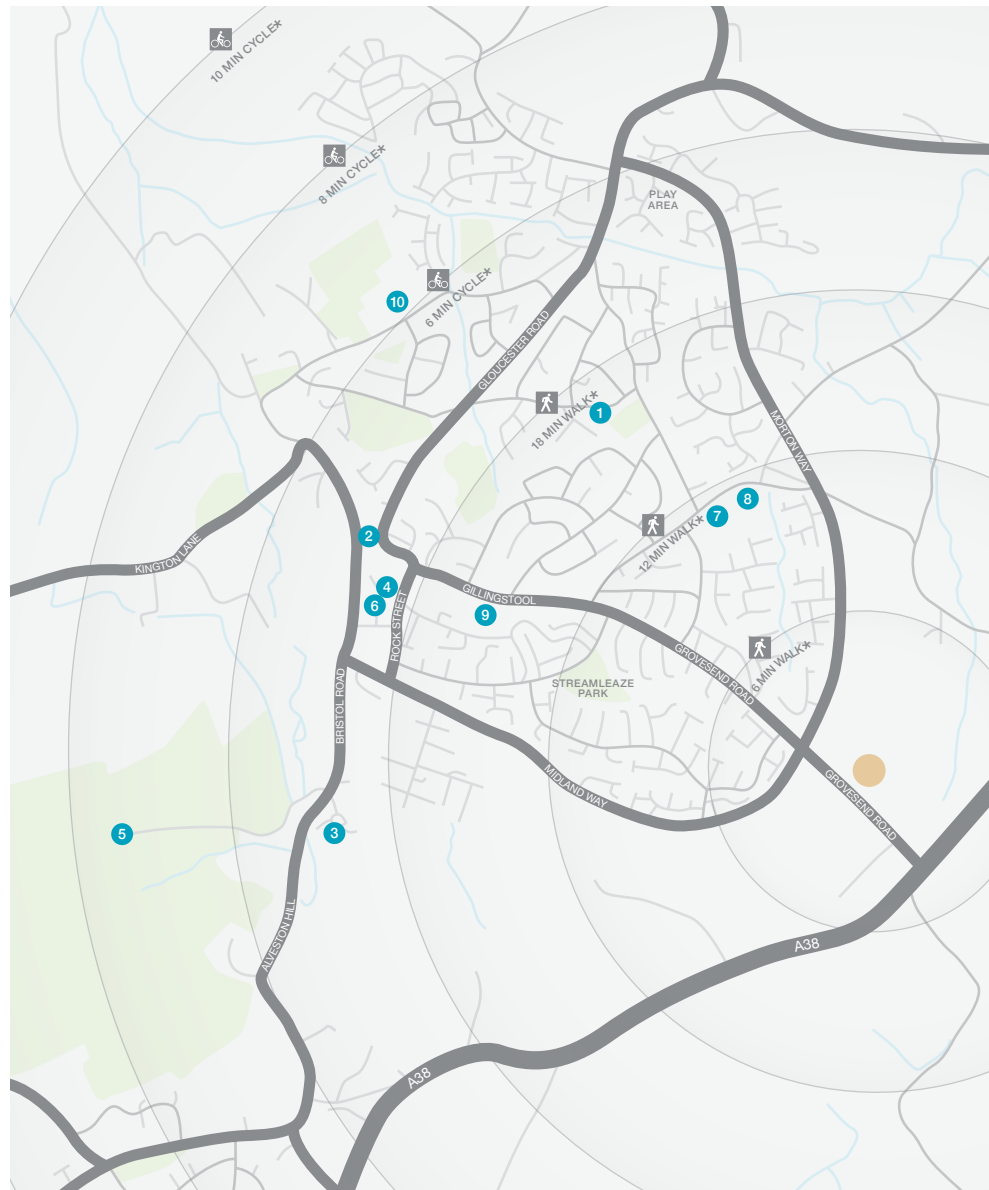 10 MIN CYCLE*
8 MIN CYCLE*
PLAY
AREA
6 MIN CYCLE*
10
GLOUCESTER ROAD
18 MIN WALK*
1
MORTON WAY
8
7
12 MIN WALK*
2
KINGTON LANE
4
6
ROCK STREET
GILLINGSTOOL
9
GROVESEND ROAD
6 MIN WALK*
STREAMLEAZE
PARK
BRISTOL ROAD
MIDLAND WAY
GROVESEND ROAD
5
3
ALVESTON HILL
A38
A38